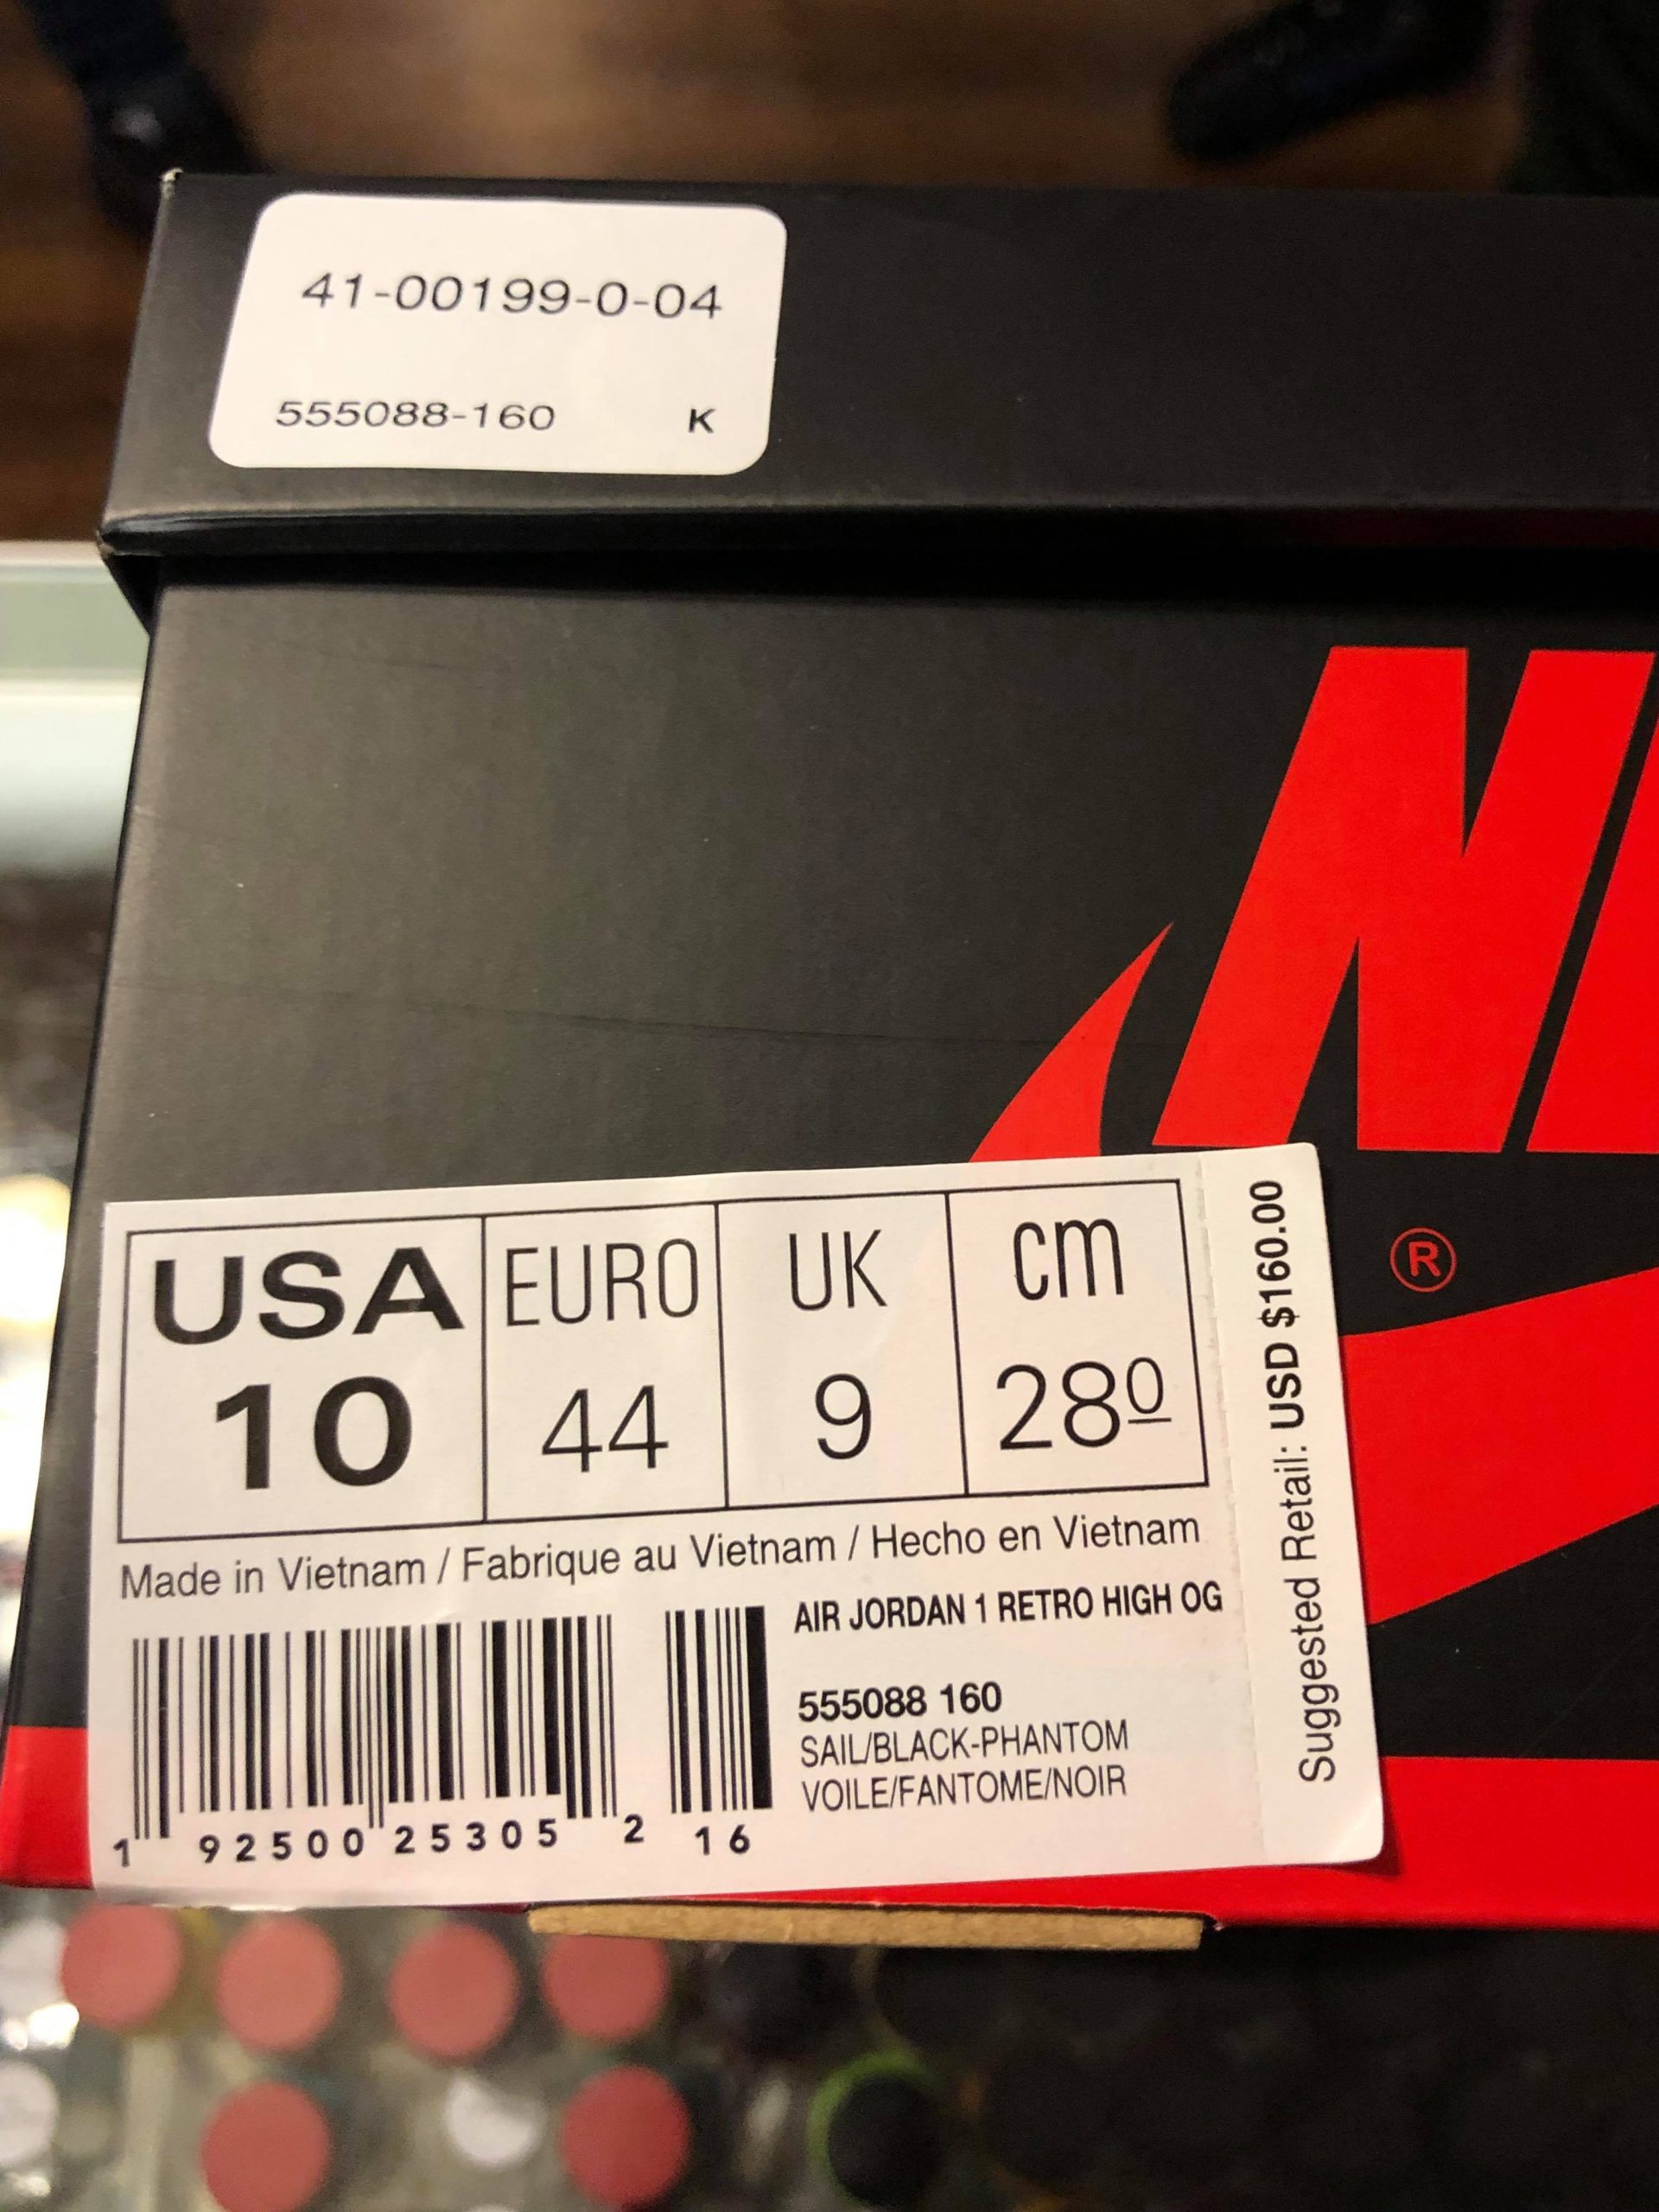 41-00199-0-04
555088-160 K
®
USA EURO UK cm
10 44 9 280
Suggested Retail: USD $160.00
Made in Vietnam / Fabrique au Vietnam / Hecho en Vietnam
AIR JORDAN 1 RETRO HIGH OG
555088 160
SAIL/BLACK-PHANTOM
VOILE/FANTOME/NOIR
1 92500 25305 2 16